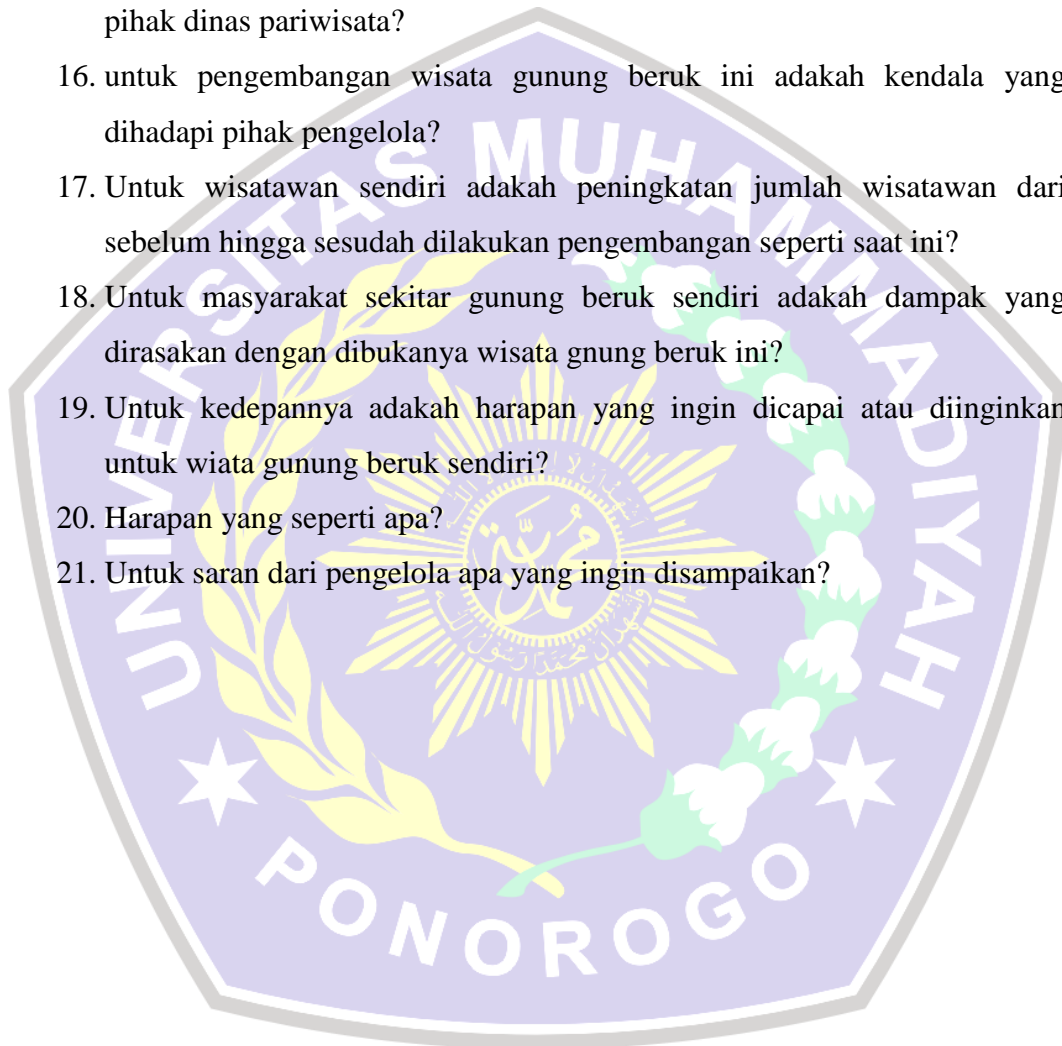 pihak dinas pariwisata?
16. untuk pengembangan wisata gunung beruk ini adakah kendala yang
dihadapi pihak pengelola?
17. Untuk wisatawan sendiri adakah peningkatan jumlah wisatawan dari
sebelum hingga sesudah dilakukan pengembangan seperti saat ini?
18. Untuk masyarakat sekitar gunung beruk sendiri adakah dampak yang
dirasakan dengan dibukanya wisata gnung beruk ini?
19. Untuk kedepannya adakah harapan yang ingin dicapai atau diinginkan
untuk wiata gunung beruk sendiri?
20. Harapan yang seperti apa?
21. Untuk saran dari pengelola apa yang ingin disampaikan?
UNIVERSITAS MUHAMMADIYAH
PONOROGO